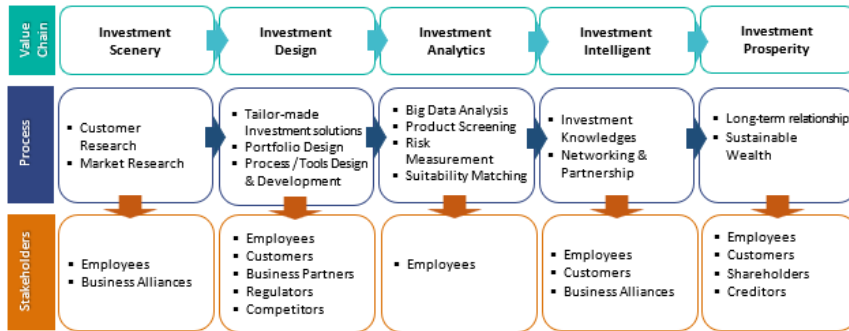 Value
Chain
Investment
Scenery
Investment
Design
Investment
Analytics
Investment
Intelligent
Investment
Prosperity
Process
▪ Customer
Research
▪ Market Research
▪ Tailor-made
Investment solutions
▪ Portfolio Design
▪ Process /Tools Design
& Development
▪ Big Data Analysis
▪ Product Screening
▪ Risk
Measurement
▪ Suitability Matching
▪ Investment
Knowledges
▪ Networking &
Partnership
▪ Long-term relationship
▪ Sustainable
Wealth
Stakeholders
▪ Employees
▪ Business Alliances
▪ Employees
▪ Customers
▪ Business Partners
▪ Regulators
▪ Competitors
▪ Employees
▪ Employees
▪ Customers
▪ Business Alliances
▪ Employees
▪ Customers
▪ Shareholders
▪ Creditors